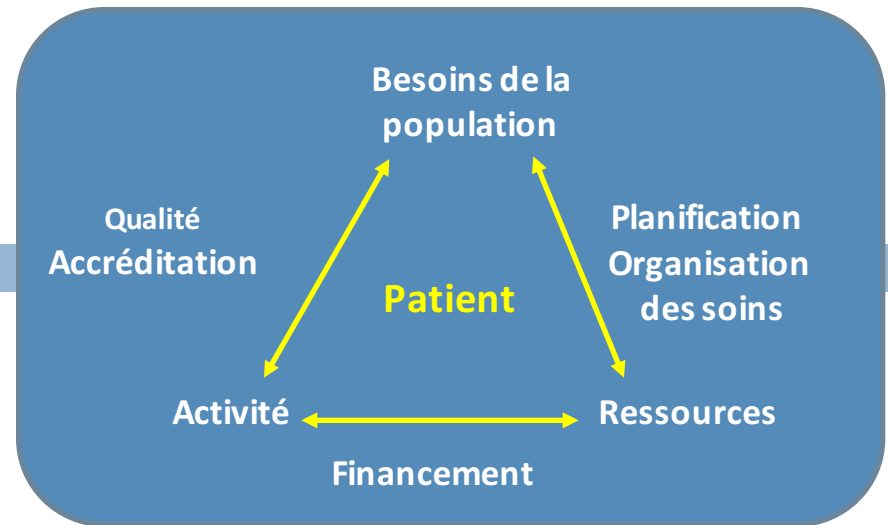 Besoins de la
population
Qualité
Accréditation
Planification
Organisation
des soins
Patient
Activité
Ressources
Financement